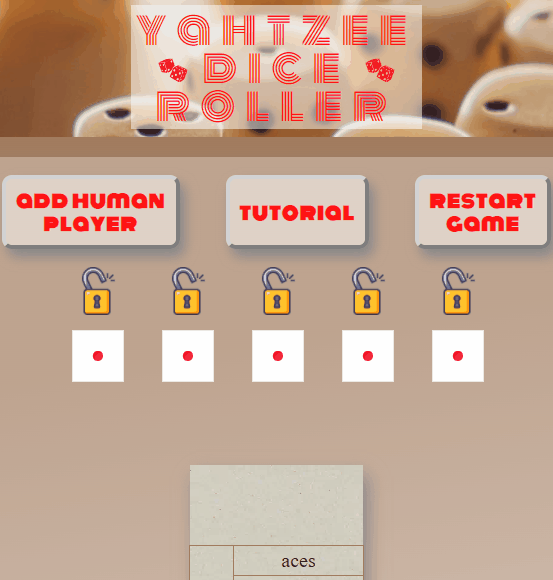 YAHTZEE
DICE
ROLLER
ADD HUMAN
PLAYER
TUTORIAL
RESTART
GAME
aces